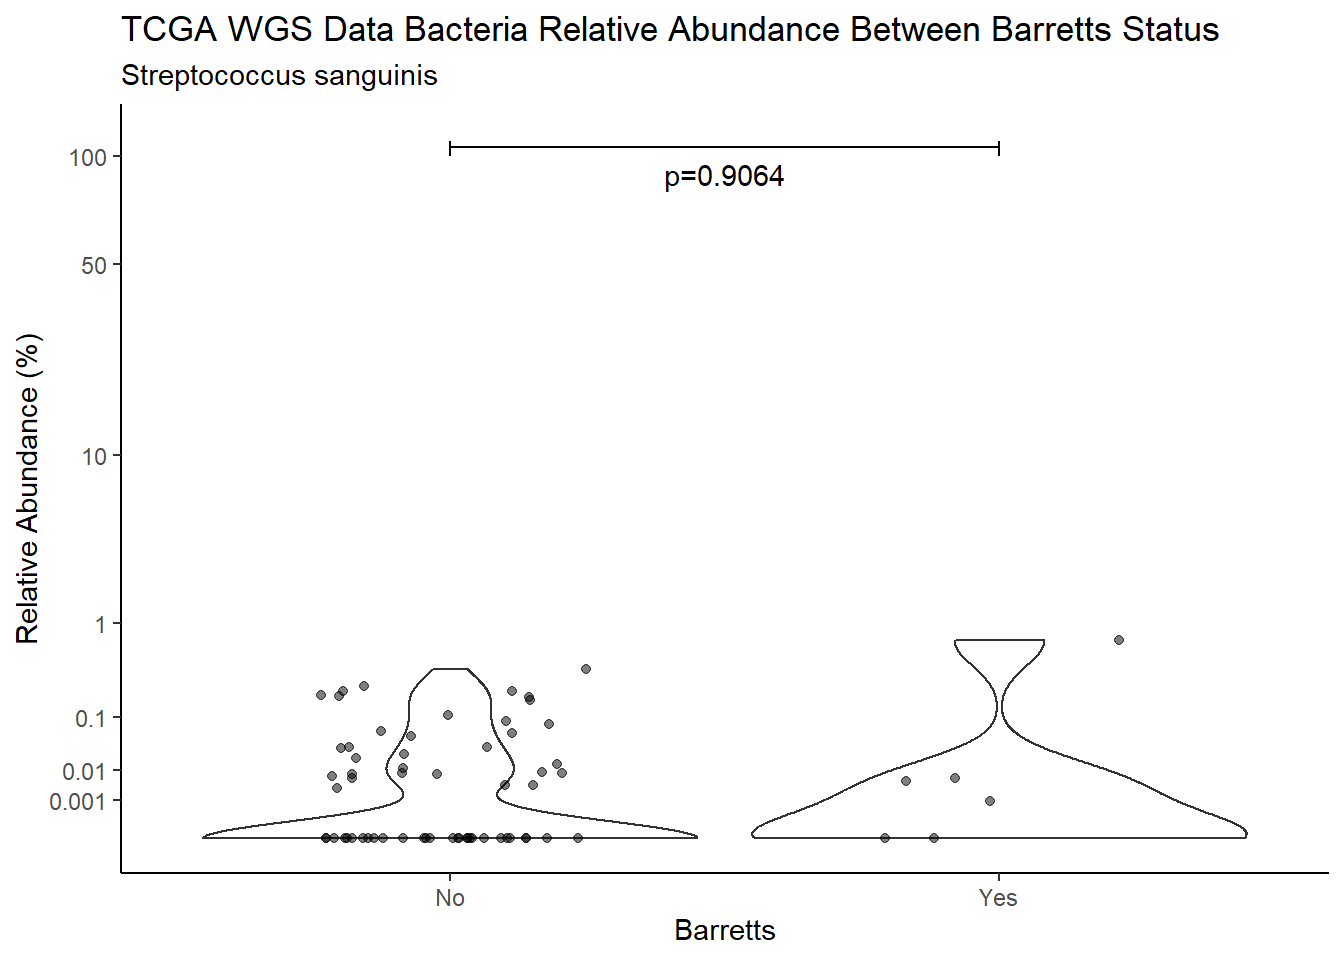 TCGA WGS Data Bacteria Relative Abundance Between Barretts Status
Streptococcus sanguinis
p=0.9064
100
50
10
1
0.1
0.01
0.001
Relative Abundance (%)
No
Yes
Barretts